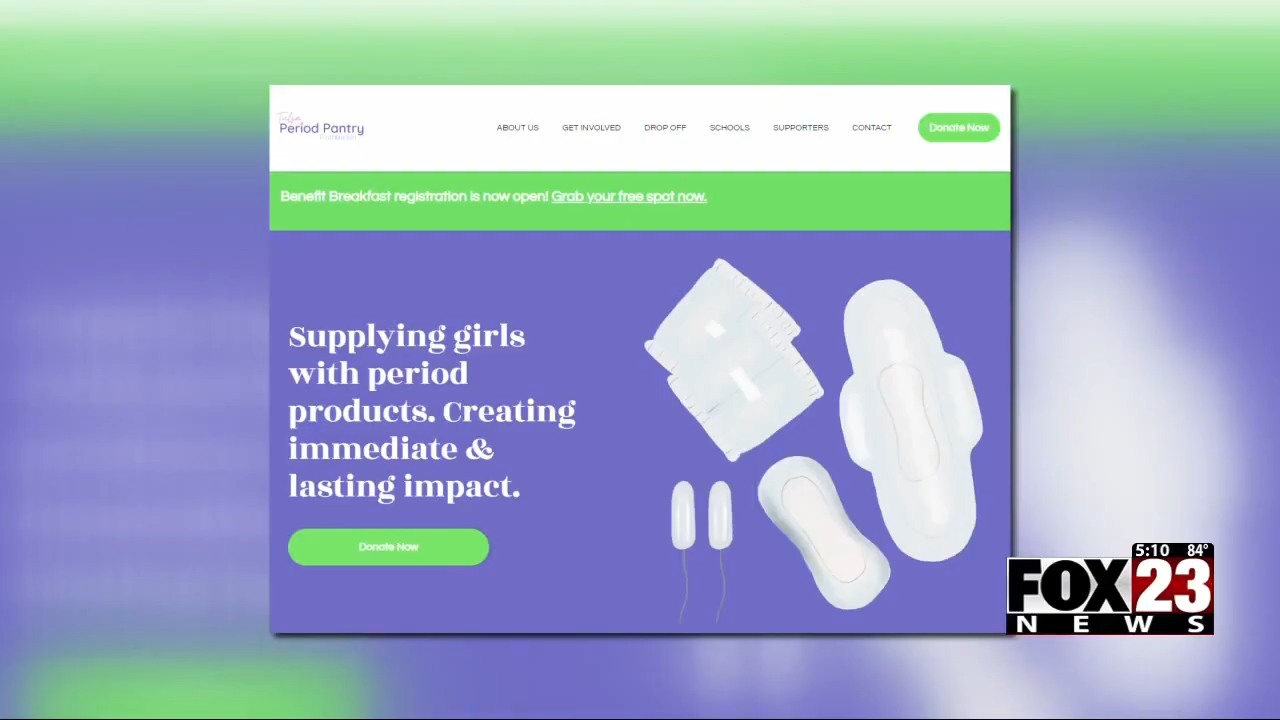 Tulsa
Period Pantry
ABOUT US GET INVOLVED DROP OFF SCHOOLS SUPPORTERS CONTACT Donate Now
Benefit Breakfast registration is now open! Grab your free spot now.
Supplying girls
with period
products. Creating
immediate &
lasting impact.
Donate Now
5:10 84°
FOX 23
NEWS